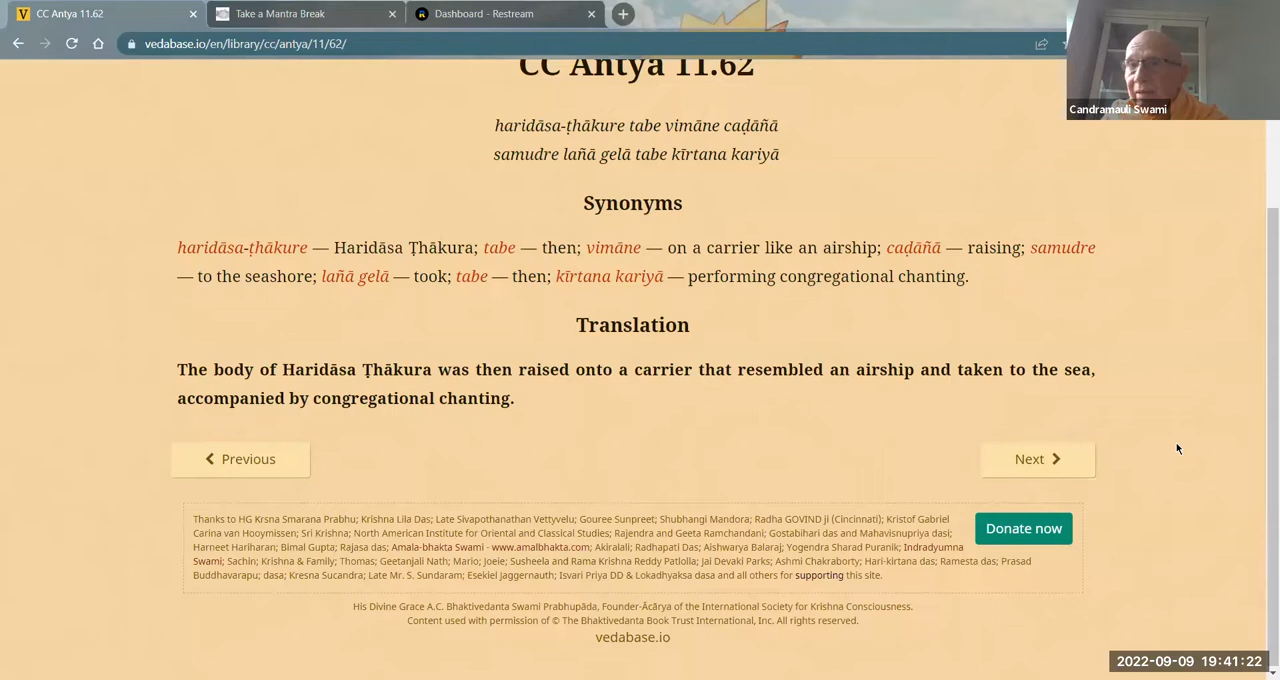 CC Antya 11.62
Take a Mantra Break
Dashboard - Restream
vedabase.io/en/library/cc/antya/11/62/
Candramauli Swami
CC Antya 11.62
haridāsa-ṭhākure tabe vimāne caḍāñā
samudre lañā gelā tabe kīrtana kariyā
Synonyms
haridāsa-ṭhākure — Haridāsa Ṭhākura; tabe — then; vimāne — on a carrier like an airship; caḍāñā — raising; samudre
— to the seashore; lañā gelā — took; tabe — then; kīrtana kariyā — performing congregational chanting.
Translation
The body of Haridāsa Ṭhākura was then raised onto a carrier that resembled an airship and taken to the sea,
accompanied by congregational chanting.
Previous
Next
Thanks to HG Krsna Smarana Prabhu; Krishna Lila Das; Late Sivapothanathan Vettyvelu; Gouree Sunpreet; Shubhangi Mandora; Radha GOVIND ji (Cincinnati); Kristof Gabriel
Carina van Hooymissen; Sri Krishna; North American Institute for Oriental and Classical Studies; Rajendra and Geeta Ramchandani; Gostabihari das and Mahavisnupriya dasi;
Harneet Hariharan; Bimal Gupta; Rajasa das; Amala-bhakta Swami - www.amalbhakta.com; Akiralali; Radhapati Das; Aishwarya Balaraj; Yogendra Sharad Puranik; Indradyumna
Swami; Sachin; Krishna & Family; Thomas; Geetanjali Nath; Mario; Joeie; Susheela and Rama Krishna Reddy Patlolla; Jai Devaki Parks; Ashmi Chakraborty; Hari-kirtana das; Ramesta das; Prasad
Buddhavarapu; dasa; Kresna Sucandra; Late Mr. S. Sundaram; Esekiel Jaggernauth; Isvari Priya DD & Lokadhyaksa dasa and all others for supporting this site.
Donate now
His Divine Grace A.C. Bhaktivedanta Swami Prabhupāda, Founder-Ācārya of the International Society for Krishna Consciousness.
Content used with permission of © The Bhaktivedanta Book Trust International, Inc. All rights reserved.
vedabase.io
2022-09-09 19:41:22